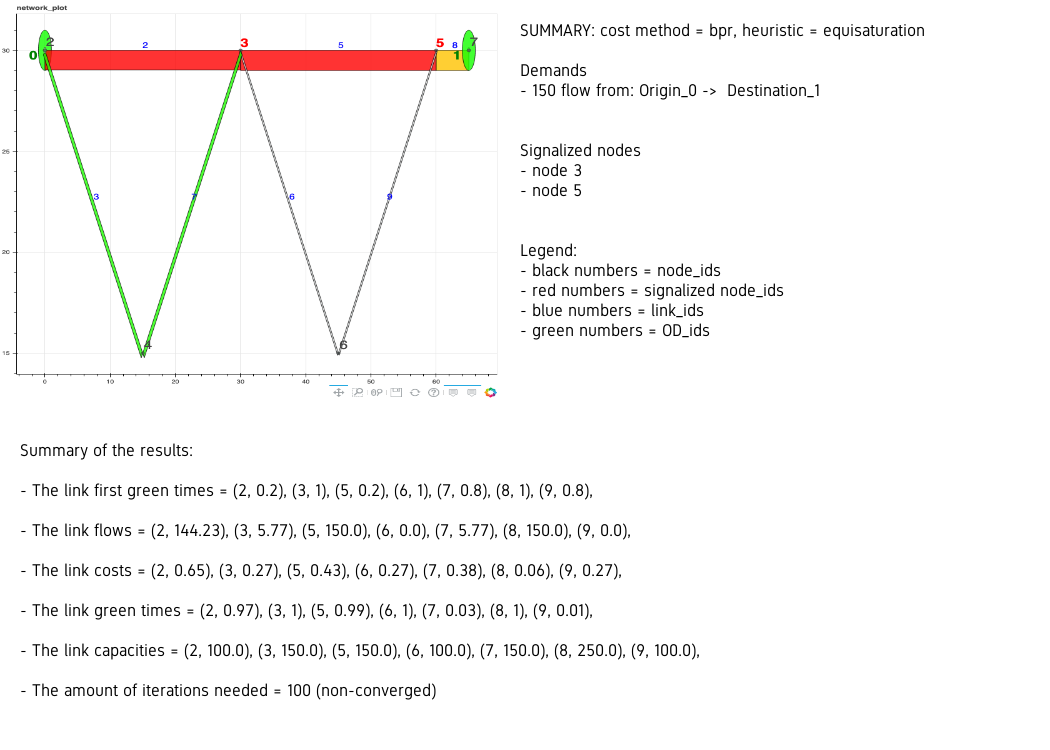 network_plot
30
25
20
15
0
10
20
30
40
50
60
2
0
2
3
5
5
8
7
1
3
7
6
9
4
6
SUMMARY: cost method = bpr, heuristic = equisaturation
Demands
- 150 flow from: Origin_0 -> Destination_1
Signalized nodes
- node 3
- node 5
Legend:
- black numbers = node_ids
- red numbers = signalized node_ids
- blue numbers = link_ids
- green numbers = OD_ids
Summary of the results:
- The link first green times = (2, 0.2), (3, 1), (5, 0.2), (6, 1), (7, 0.8), (8, 1), (9, 0.8),
- The link flows = (2, 144.23), (3, 5.77), (5, 150.0), (6, 0.0), (7, 5.77), (8, 150.0), (9, 0.0),
- The link costs = (2, 0.65), (3, 0.27), (5, 0.43), (6, 0.27), (7, 0.38), (8, 0.06), (9, 0.27),
- The link green times = (2, 0.97), (3, 1), (5, 0.99), (6, 1), (7, 0.03), (8, 1), (9, 0.01),
- The link capacities = (2, 100.0), (3, 150.0), (5, 150.0), (6, 100.0), (7, 150.0), (8, 250.0), (9, 100.0),
- The amount of iterations needed = 100 (non-converged)